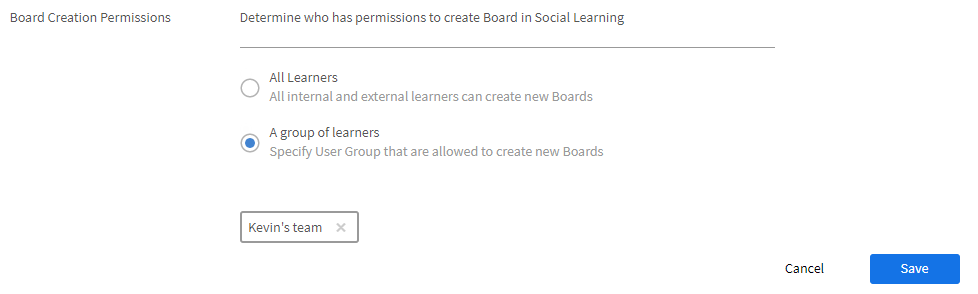 Board Creation Permissions
Determine who has permissions to create Board in Social Learning
All Learners
All internal and external learners can create new Boards
A group of learners
Specify User Group that are allowed to create new Boards
Kevin's team ×
Cancel
Save